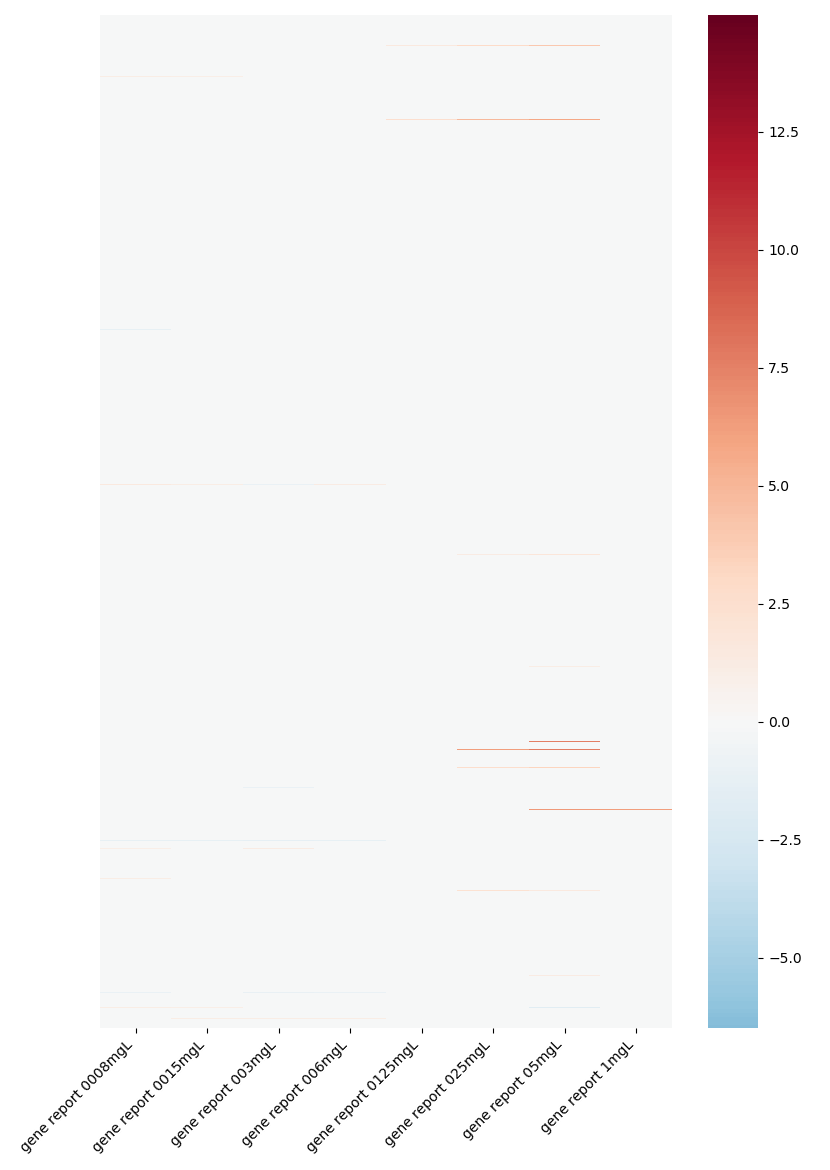 12.5
10.0
7.5
5.0
2.5
0.0
−2.5
−5.0
gene report 0008mgL
gene report 0015mgL
gene report 003mgL
gene report 006mgL
gene report 0125mgL
gene report 025mgL
gene report 05mgL
gene report 1mgL